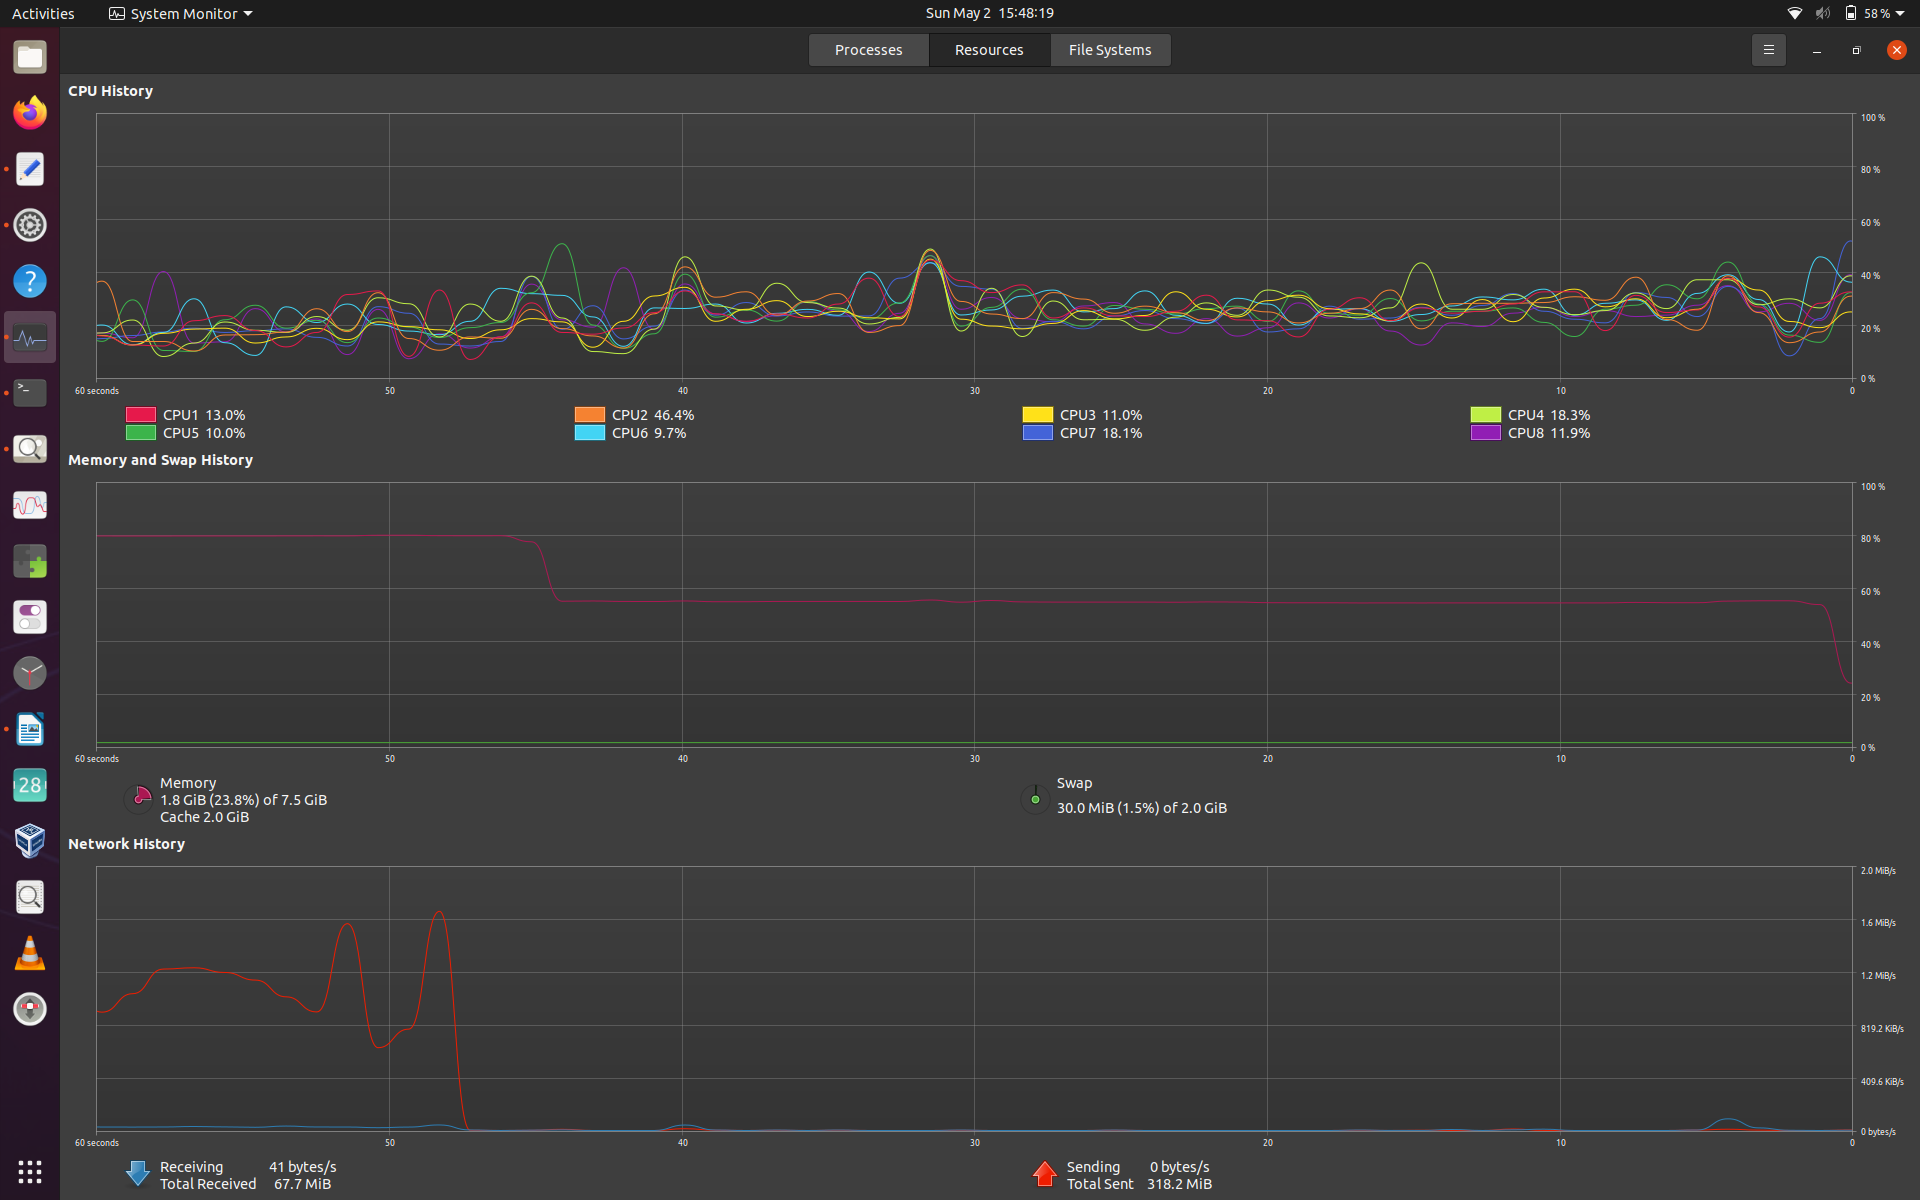 Activities
System Monitor
Sun May 2 15:48:19
58 %
Processes
Resources
File Systems
CPU History
100 %
80 %
60 %
40 %
20 %
0 %
60 seconds 50 40 30 20 10 0
CPU1 13.0%
CPU2 46.4%
CPU3 11.0%
CPU4 18.3%
CPU5 10.0%
CPU6 9.7%
CPU7 18.1%
CPU8 11.9%
Memory and Swap History
100 %
80 %
60 %
40 %
20 %
0 %
60 seconds 50 40 30 20 10 0
Memory
1.8 GiB (23.8%) of 7.5 GiB
Cache 2.0 GiB
Swap
30.0 MiB (1.5%) of 2.0 GiB
28
Network History
2.0 MiB/s
1.6 MiB/s
1.2 MiB/s
819.2 KiB/s
409.6 KiB/s
0 bytes/s
60 seconds 50 40 30 20 10 0
Receiving 41 bytes/s
Total Received 67.7 MiB
Sending 0 bytes/s
Total Sent 318.2 MiB